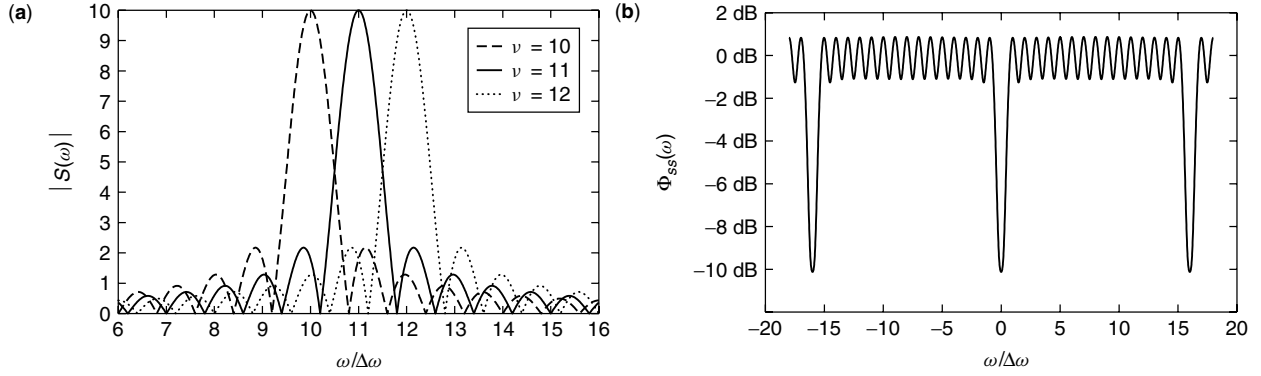 (a)
10
9
8
7
6
5
4
3
2
1
0
|S(ω)|
ν = 10
ν = 11
ν = 12
6 7 8 9 10 11 12 13 14 15 16
ω/Δω
(b)
2 dB
0 dB
−2 dB
−4 dB
−6 dB
−8 dB
−10 dB
Φss(ω)
−20 −15 −10 −5 0 5 10 15 20
ω/Δω